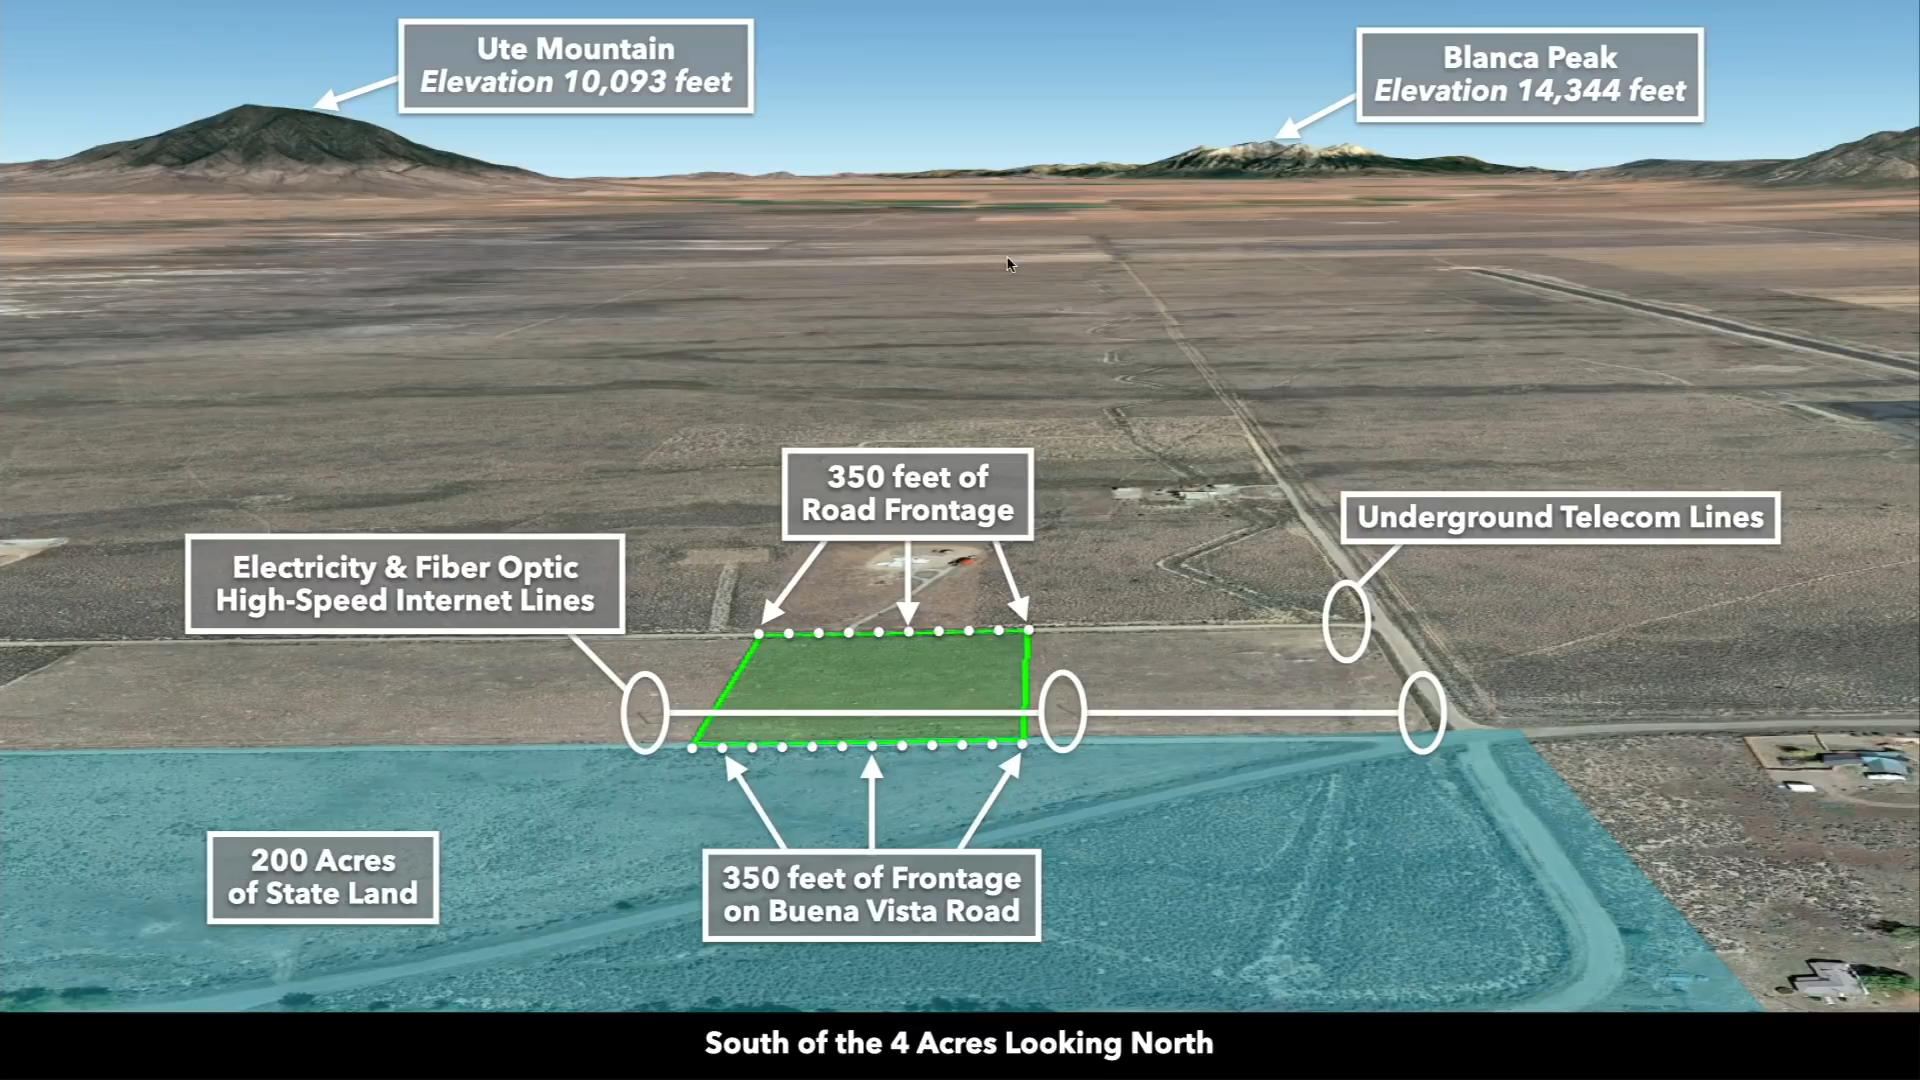 Ute Mountain
Elevation 10,093 feet
Blanca Peak
Elevation 14,344 feet
350 feet of
Road Frontage
Underground Telecom Lines
Electricity & Fiber Optic
High-Speed Internet Lines
200 Acres
of State Land
350 feet of Frontage
on Buena Vista Road
South of the 4 Acres Looking North